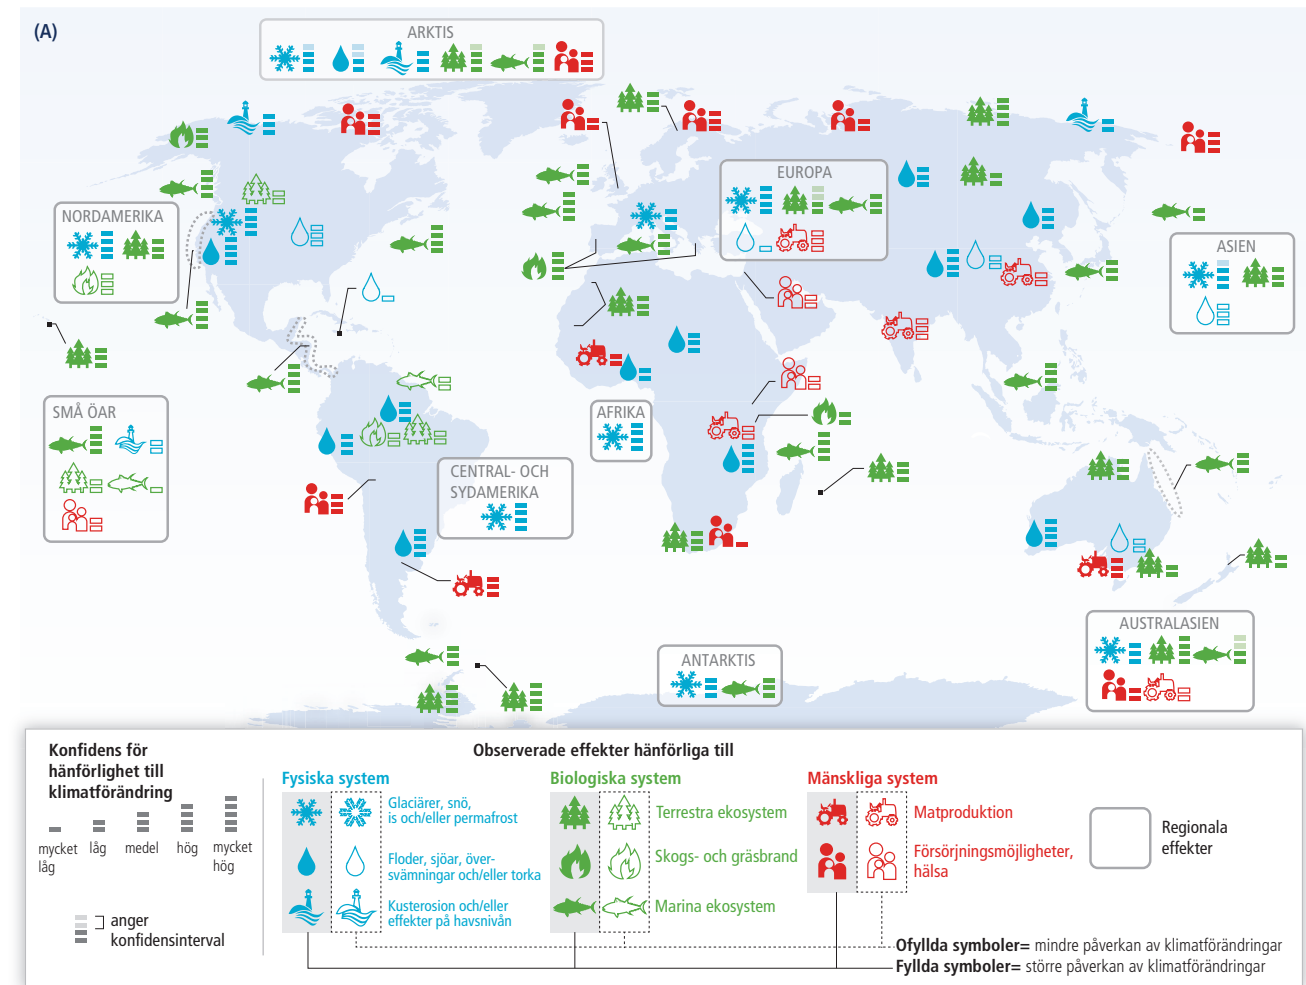 (A)
ARKTIS
EUROPA
NORDAMERIKA
ASIEN
SMÅ ÖAR
AFRIKA
CENTRAL- OCH
SYDAMERIKA
ANTARKTIS
AUSTRALASIEN
Konfidens för
hänförlighet till
klimatförändring
mycket
låg
låg
medel
hög
mycket
hög
anger
konfidensinterval
Observerade effekter hänförliga till
Fysiska system
Glaciärer, snö,
is och/eller permafrost
Floder, sjöar, över-
svämningar och/eller torka
Kusterosion och/eller
effekter på havsnivån
Biologiska system
Terrestra ekosystem
Skogs- och gräsbrand
Marina ekosystem
Mänskliga system
Matproduktion
Försörjningsmöjligheter,
hälsa
Regionala
effekter
Ofyllda symboler= mindre påverkan av klimatförändringar
Fyllda symboler= större påverkan av klimatförändringar